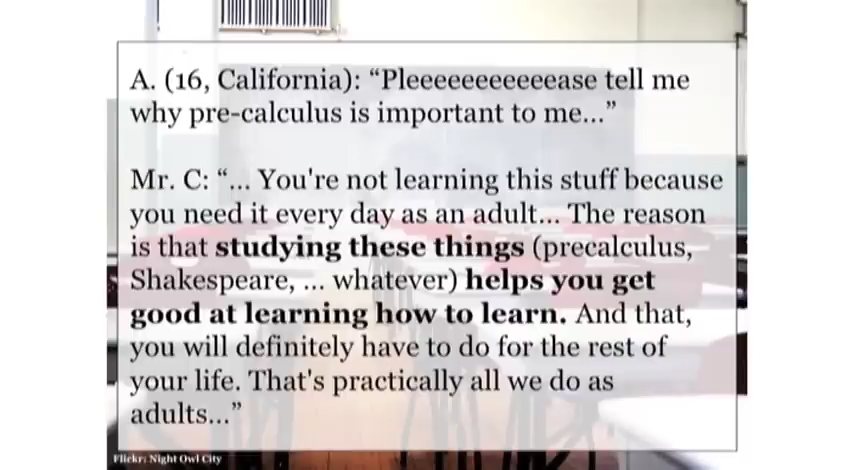 A. (16, California): “Pleeeeeeeeeeease tell me
why pre-calculus is important to me...”
Mr. C: “... You're not learning this stuff because
you need it every day as an adult... The reason
is that studying these things (precalculus,
Shakespeare, ... whatever) helps you get
good at learning how to learn. And that,
you will definitely have to do for the rest of
your life. That's practically all we do as
adults...”
Flickr: Night Owl City